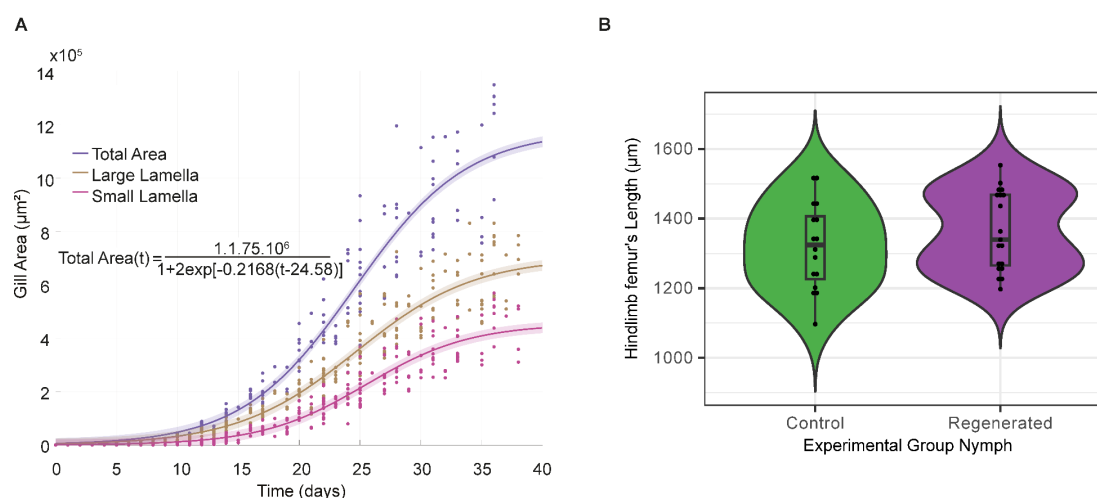 A
x10⁵
14
12
10
8
6
4
2
0
Gill Area (µm²)
Total Area
Large Lamella
Small Lamella
Total Area(t) = 1.1.75.10⁶
1+2exp[-0.2168(t-24.58)]
0 5 10 15 20 25 30 35 40
Time (days)
B
1600
1400
1200
1000
Hindlimb femur's Length (µm)
Control Regenerated
Experimental Group Nymph